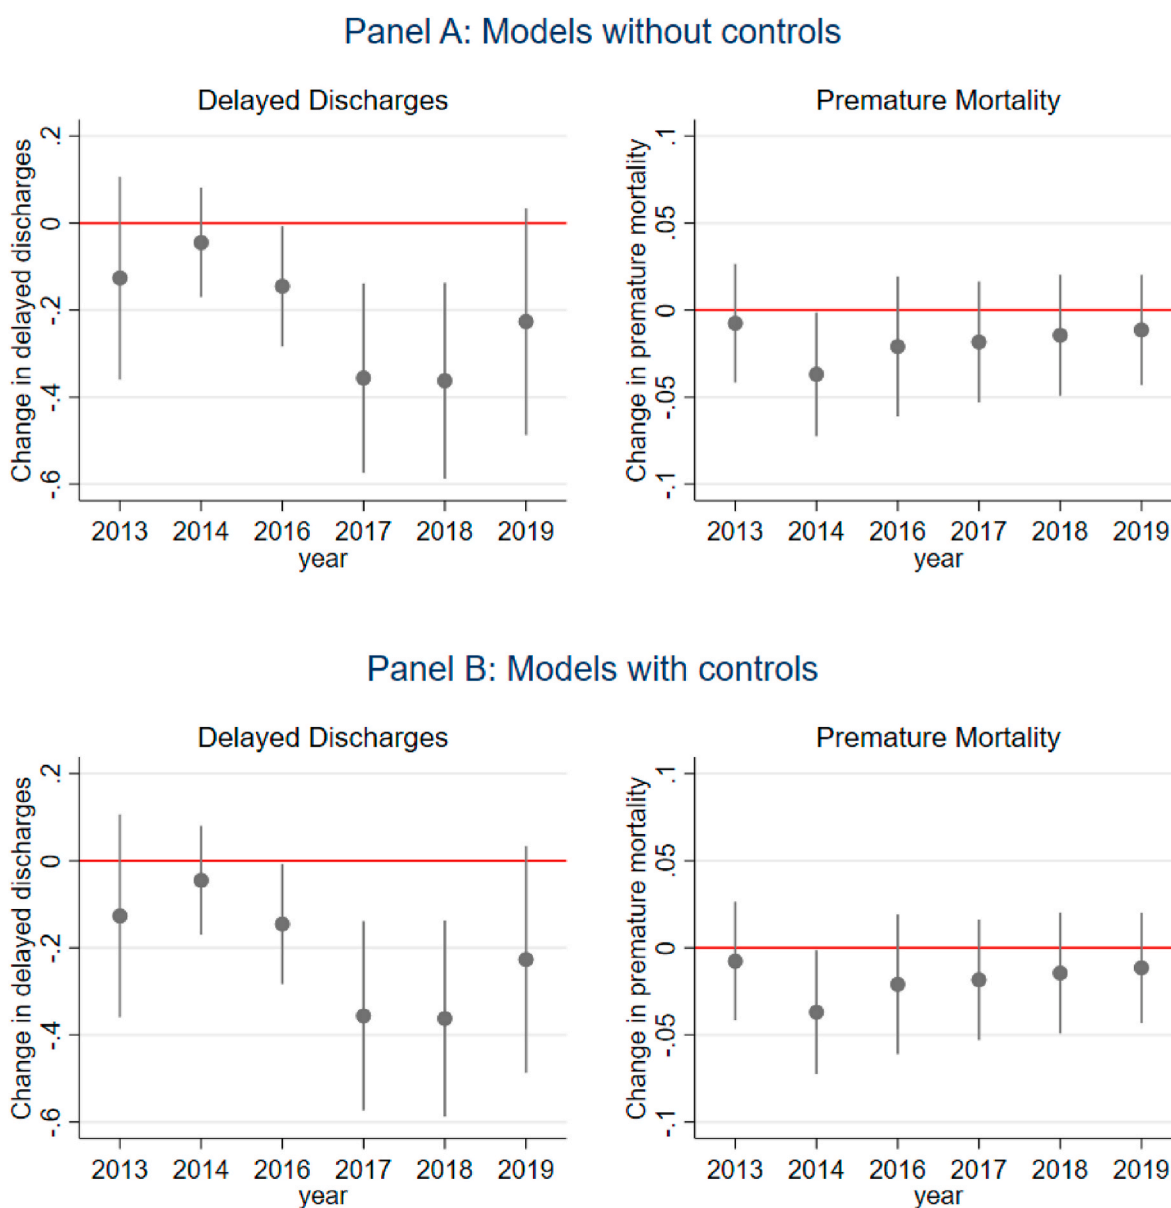 Panel A: Models without controls
Delayed Discharges
Change in delayed discharges
.2
0
-.2
-.4
-.6
2013 2014 2016 2017 2018 2019
year
Premature Mortality
Change in premature mortality
.1
.05
0
-.05
-.1
2013 2014 2016 2017 2018 2019
year
Panel B: Models with controls
Delayed Discharges
Change in delayed discharges
.2
0
-.2
-.4
-.6
2013 2014 2016 2017 2018 2019
year
Premature Mortality
Change in premature mortality
.1
.05
0
-.05
-.1
2013 2014 2016 2017 2018 2019
year